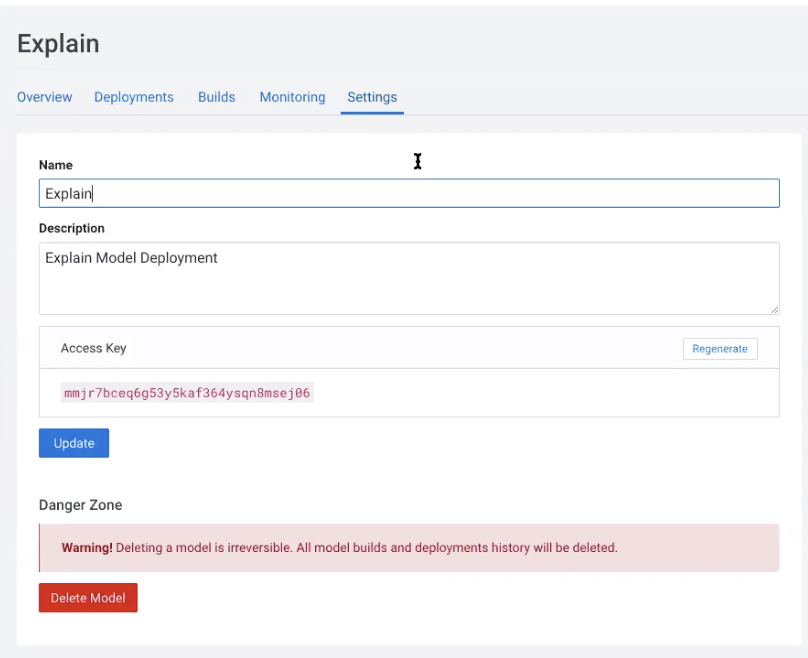 Explain
Overview Deployments Builds Monitoring Settings
Name
Explain
Description
Explain Model Deployment
Access Key Regenerate
mmjr7bceq6g53y5kaf364ysqn8msej06
Update
Danger Zone
Warning! Deleting a model is irreversible. All model builds and deployments history will be deleted.
Delete Model